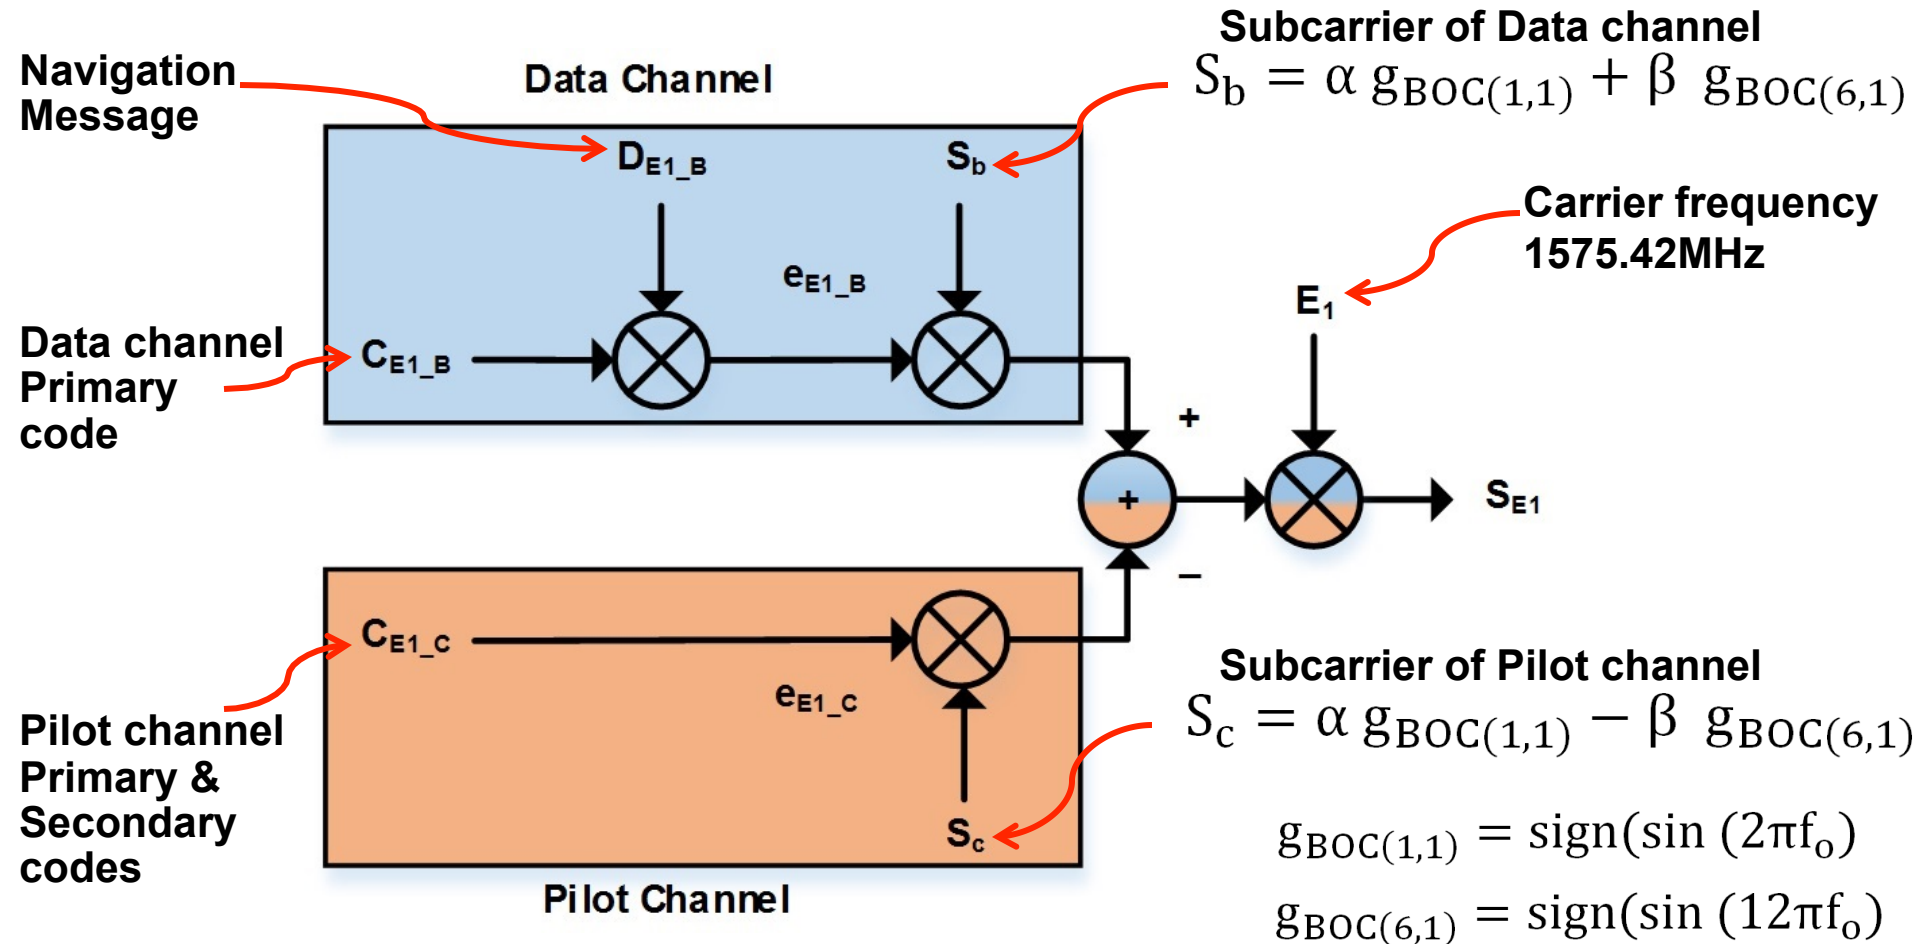 Subcarrier of Data channel
S_b = α g_BOC(1,1) + β g_BOC(6,1)
Navigation
Message
Data Channel
D_E1_B
S_b
Carrier frequency
1575.42MHz
e_E1_B
E_1
Data channel
Primary
code
C_E1_B
+
+
S_E1
−
C_E1_C
e_E1_C
Subcarrier of Pilot channel
S_c = α g_BOC(1,1) − β g_BOC(6,1)
Pilot channel
Primary &
Secondary
codes
S_c
Pilot Channel
g_BOC(1,1) = sign(sin (2πf_o)
g_BOC(6,1) = sign(sin (12πf_o)